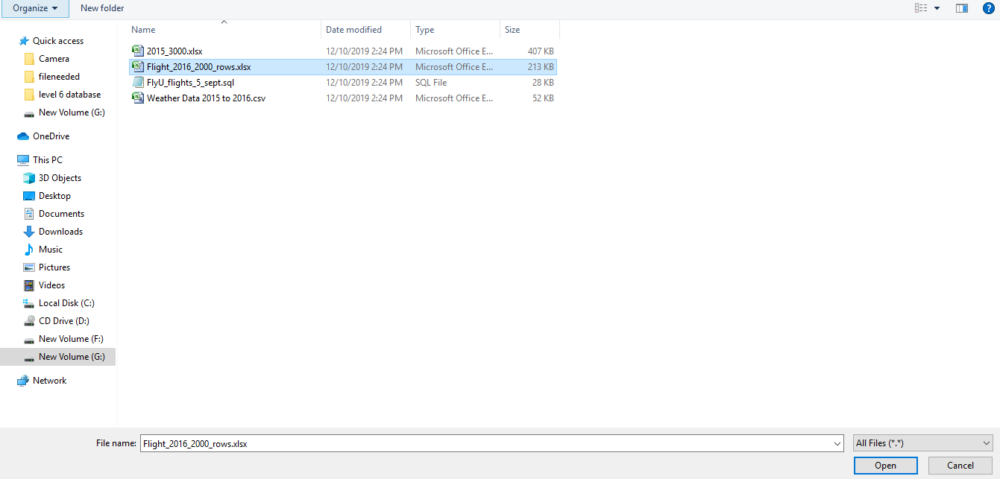 Organize New folder
Name Date modified Type Size
2015_3000.xlsx 12/10/2019 2:24 PM Microsoft Office E... 407 KB
Flight_2016_2000_rows.xlsx 12/10/2019 2:24 PM Microsoft Office E... 213 KB
FlyU_flights_5_sept.sql 12/10/2019 2:24 PM SQL File 28 KB
Weather Data 2015 to 2016.csv 12/10/2019 2:24 PM Microsoft Office E... 52 KB
Quick access
Camera
fileneeded
level 6 database
New Volume (G:)
OneDrive
This PC
3D Objects
Desktop
Documents
Downloads
Music
Pictures
Videos
Local Disk (C:)
CD Drive (D:)
New Volume (F:)
New Volume (G:)
Network
File name: Flight_2016_2000_rows.xlsx All Files (*.*)
Open Cancel